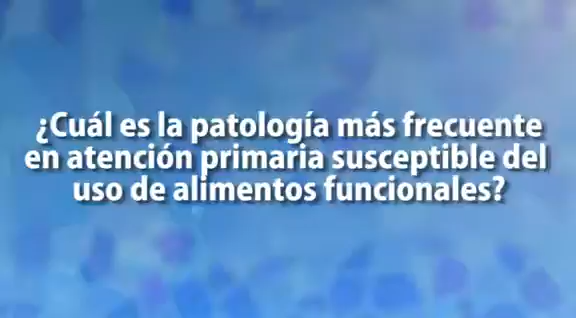 ¿Cuál es la patología más frecuente
en atención primaria susceptible del
uso de alimentos funcionales?